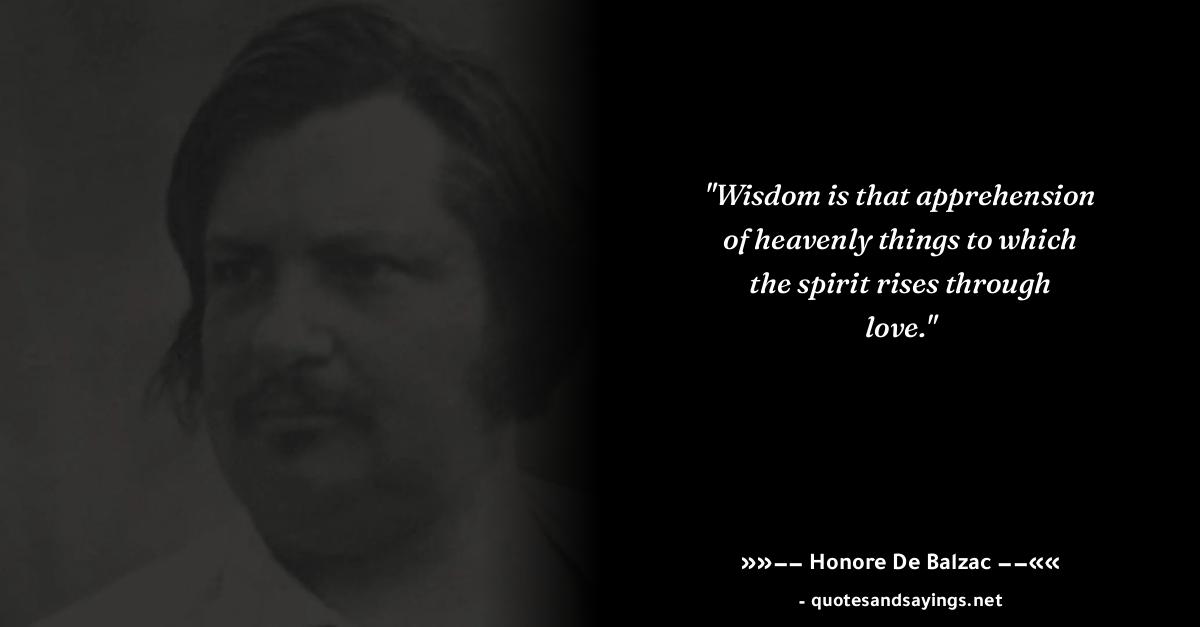 "Wisdom is that apprehension
of heavenly things to which
the spirit rises through
love."
»»–– Honore De Balzac ––««
- quotesandsayings.net